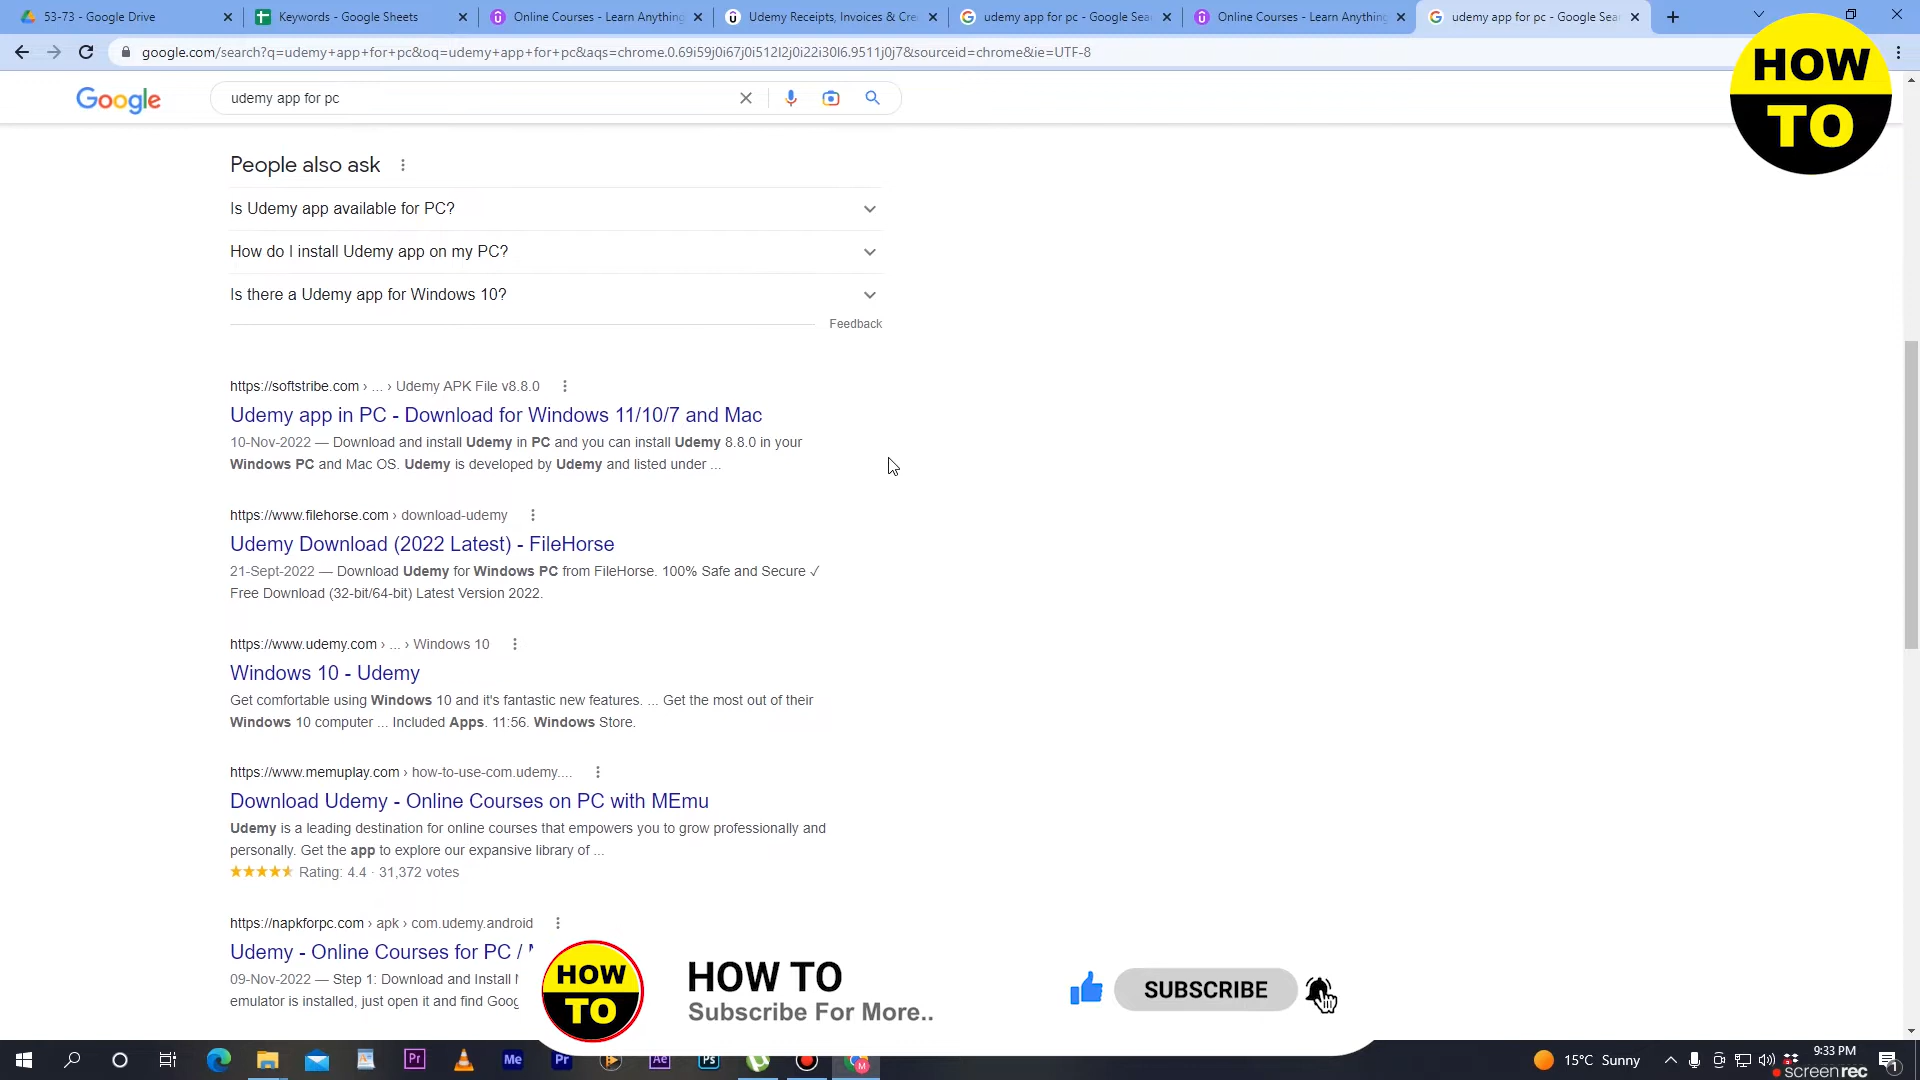 53-73 - Google Drive
Keywords - Google Sheets
Online Courses - Learn Anything
Udemy Receipts, Invoices & Cre
udemy app for pc - Google Sea
Online Courses - Learn Anything
udemy app for pc - Google Sea
google.com/search?q=udemy+app+for+pc&oq=udemy+app+for+pc&aqs=chrome.0.69i59j0i67j0i512l2j0i22i30l6.9511j0j7&sourceid=chrome&ie=UTF-8
HOW
TO
Google
udemy app for pc
People also ask
Is Udemy app available for PC?
How do I install Udemy app on my PC?
Is there a Udemy app for Windows 10?
Feedback
https://softstribe.com › ... › Udemy APK File v8.8.0
Udemy app in PC - Download for Windows 11/10/7 and Mac
10-Nov-2022 — Download and install Udemy in PC and you can install Udemy 8.8.0 in your
Windows PC and Mac OS. Udemy is developed by Udemy and listed under ...
https://www.filehorse.com › download-udemy
Udemy Download (2022 Latest) - FileHorse
21-Sept-2022 — Download Udemy for Windows PC from FileHorse. 100% Safe and Secure ✓
Free Download (32-bit/64-bit) Latest Version 2022.
https://www.udemy.com › ... › Windows 10
Windows 10 - Udemy
Get comfortable using Windows 10 and it's fantastic new features. ... Get the most out of their
Windows 10 computer ... Included Apps. 11:56. Windows Store.
https://www.memuplay.com › how-to-use-com.udemy....
Download Udemy - Online Courses on PC with MEmu
Udemy is a leading destination for online courses that empowers you to grow professionally and
personally. Get the app to explore our expansive library of ...
Rating: 4.4 · 31,372 votes
https://napkforpc.com › apk › com.udemy.android
Udemy - Online Courses for PC /
09-Nov-2022 — Step 1: Download and Install
emulator is installed, just open it and find Goog
HOW
TO
HOW TO
Subscribe For More..
SUBSCRIBE
Pr
Me
Pr
Ae
Ps
M
15°C Sunny
9:33 PM
1
screenrec